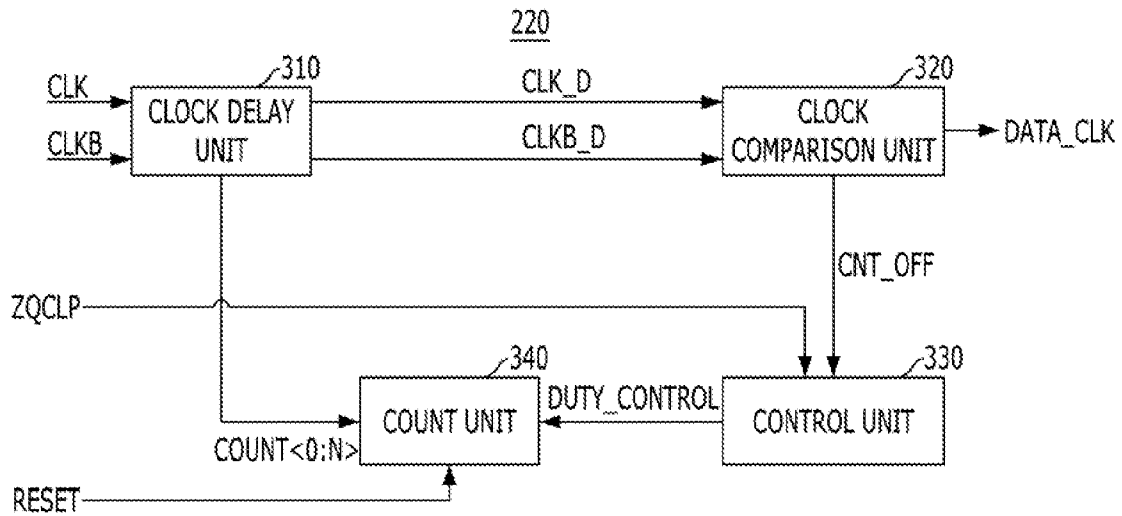 220
310
320
CLK
CLKB
CLOCK DELAY
UNIT
CLK_D
CLKB_D
CLOCK
COMPARISON UNIT
DATA_CLK
CNT_OFF
ZQCLP
340
330
COUNT UNIT
DUTY_CONTROL
CONTROL UNIT
COUNT<0:N>
RESET